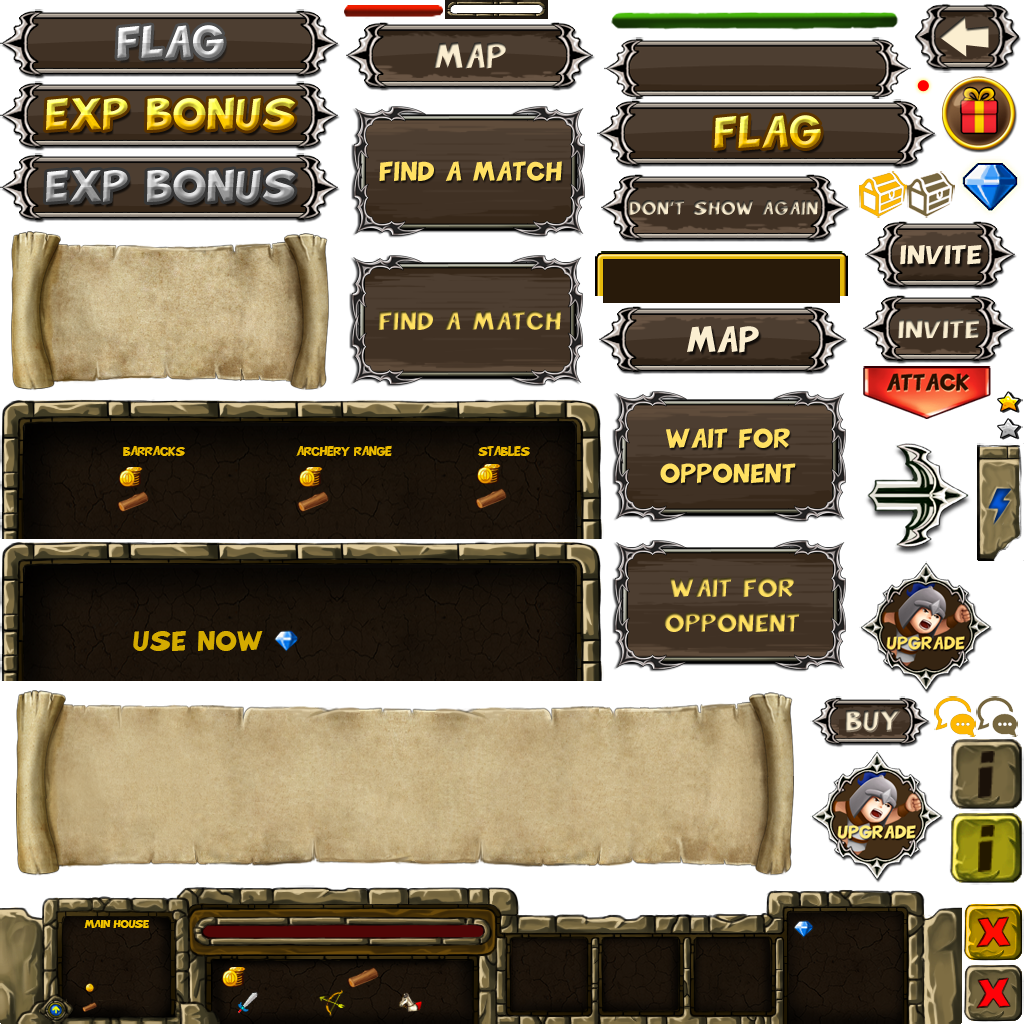 FLAG
MAP
EXP BONUS
FIND A MATCH
FLAG
EXP BONUS
DON'T SHOW AGAIN
INVITE
FIND A MATCH
MAP
INVITE
ATTACK
BARRACKS
ARCHERY RANGE
STABLES
WAIT FOR
OPPONENT
USE NOW
WAIT FOR
OPPONENT
UPGRADE
BUY
i
UPGRADE
i
MAIN HOUSE
X
X